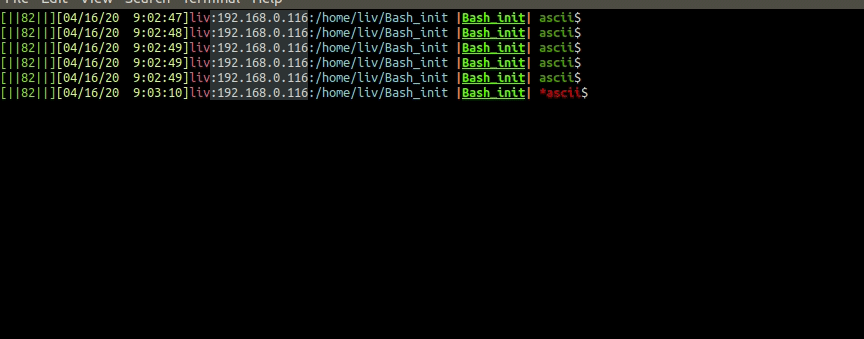 File Edit View Search Terminal Help
[||82||][04/16/20  9:02:47]liv:192.168.0.116:/home/liv/Bash_init |Bash_init| ascii$
[||82||][04/16/20  9:02:48]liv:192.168.0.116:/home/liv/Bash_init |Bash_init| ascii$
[||82||][04/16/20  9:02:49]liv:192.168.0.116:/home/liv/Bash_init |Bash_init| ascii$
[||82||][04/16/20  9:02:49]liv:192.168.0.116:/home/liv/Bash_init |Bash_init| ascii$
[||82||][04/16/20  9:02:49]liv:192.168.0.116:/home/liv/Bash_init |Bash_init| ascii$
[||82||][04/16/20  9:03:10]liv:192.168.0.116:/home/liv/Bash_init |Bash_init| *ascii$